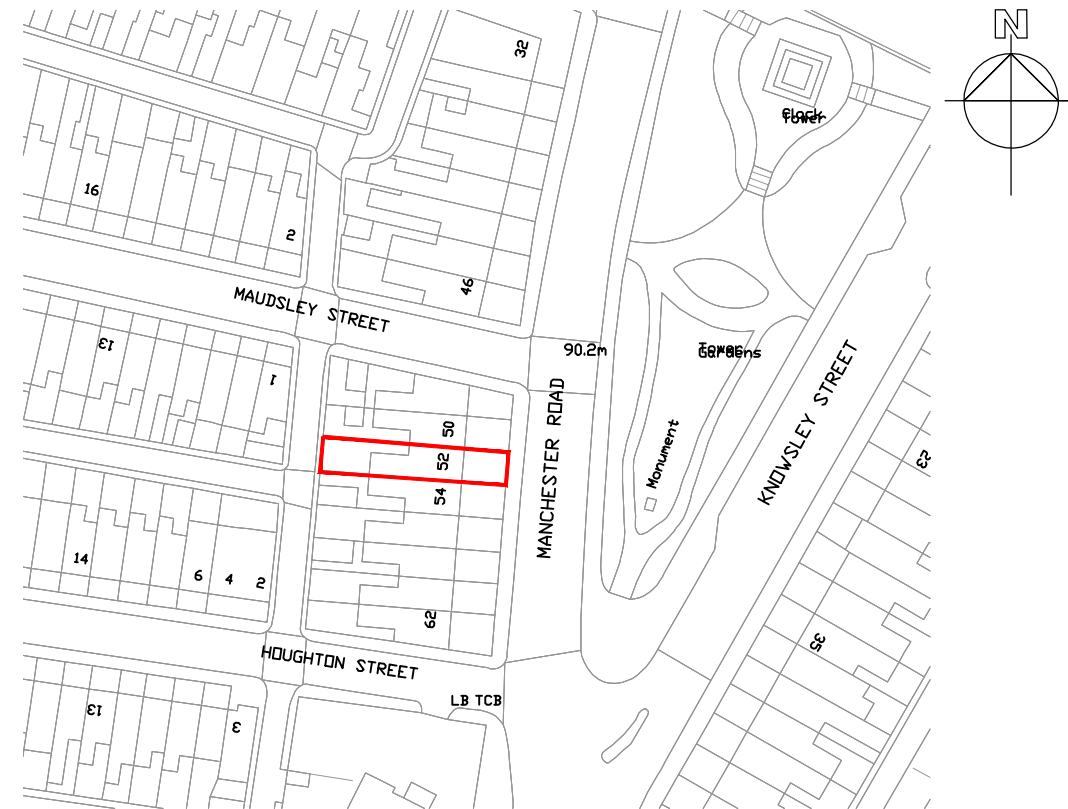 N
32
Clock
Tower
16
2
46
MAUDSLEY STREET
13
90.2m
Tower
Gardens
1
50
52
54
MANCHESTER ROAD
Monument
KNOWSLEY STREET
23
14
6
4
2
62
35
HOUGHTON STREET
LB TCB
13
3